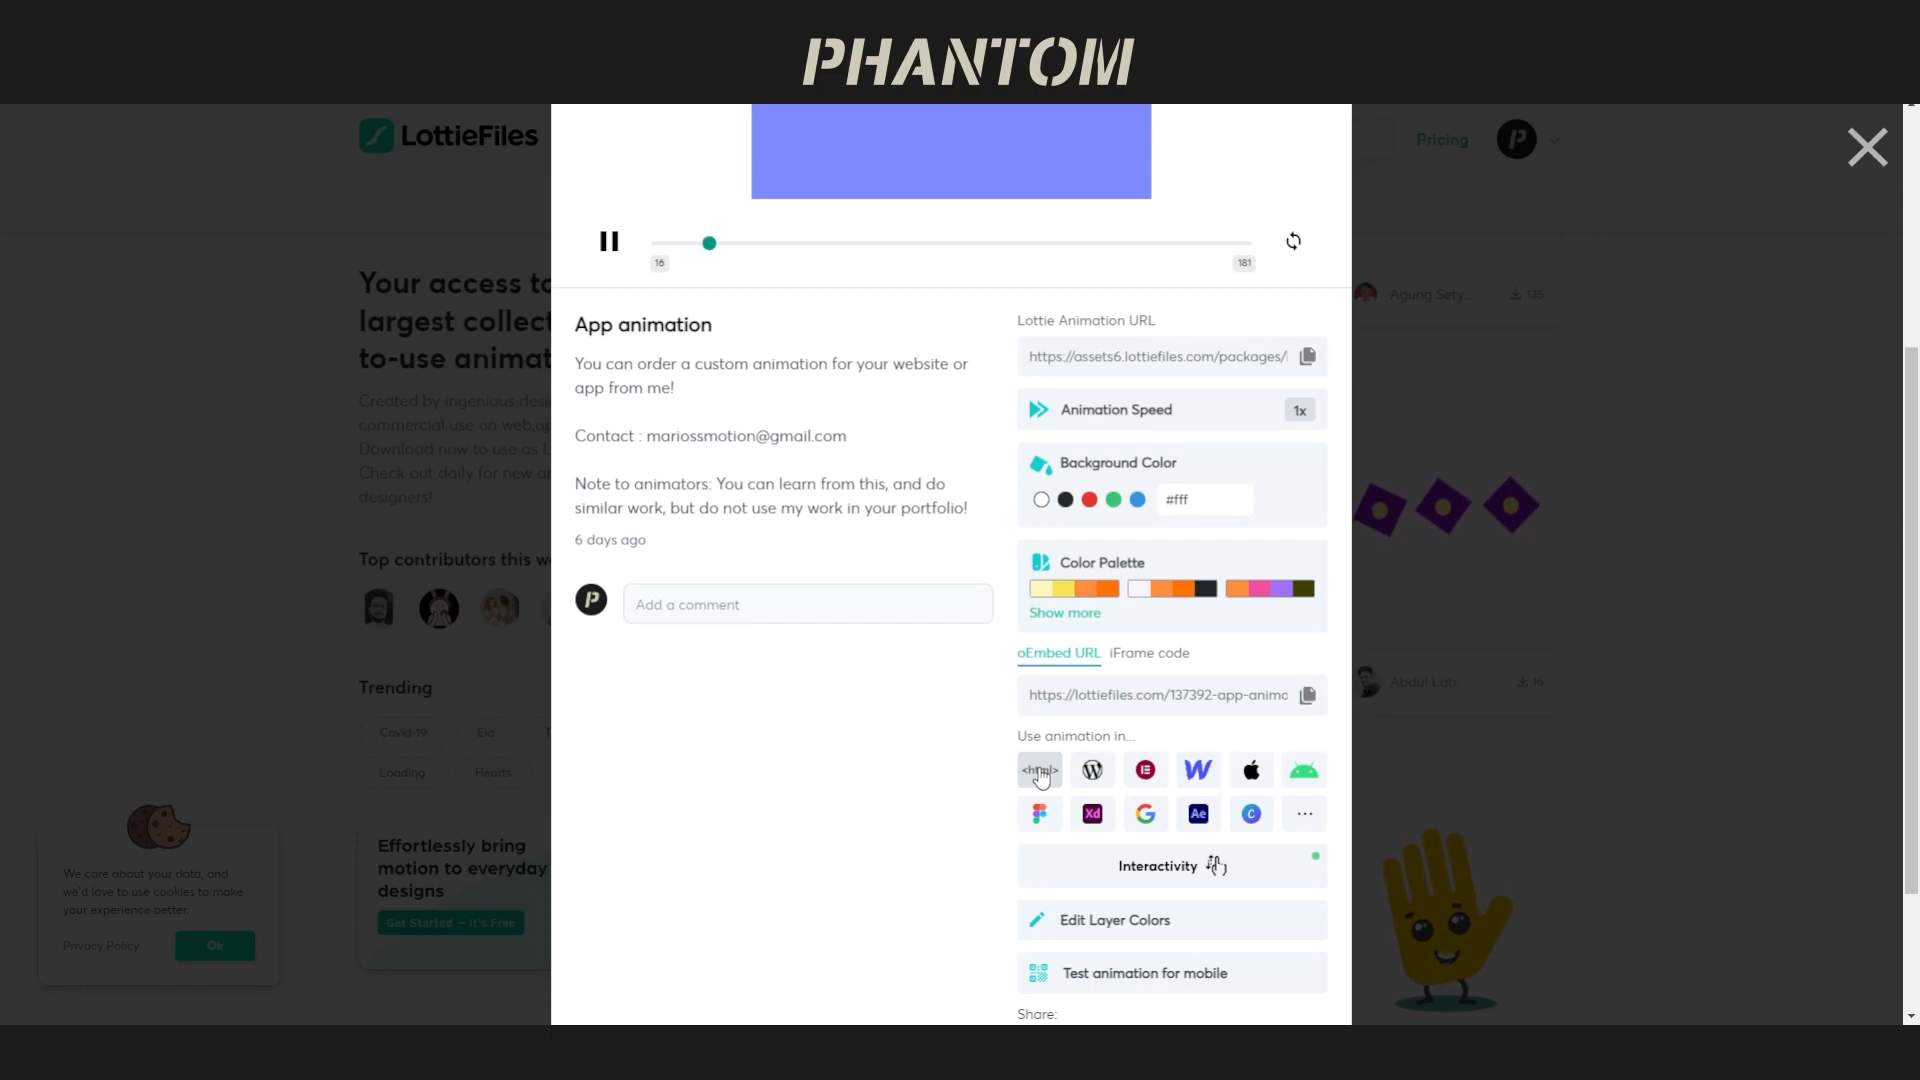 PHANTOM
LottieFiles
Pricing
Your access to
largest collect
to-use animat
Created by ingenious
commercial use on web,
Download now to use as
Check out daily for new
designers!
Top contributors this
Trending
Covid-19
Eid
Loading
Hearts
We care about your data, and
we'd love to use cookies to make
your experience better.
Privacy Policy
Ok
Effortlessly bring
motion to everyday
designs
Get Started – it's Free
16
181
App animation
You can order a custom animation for your website or
app from me!
Contact : mariossmotion@gmail.com
Note to animators: You can learn from this, and do
similar work, but do not use my work in your portfolio!
6 days ago
Add a comment
Lottie Animation URL
https://assets6.lottiefiles.com/packages/
Animation Speed
1x
Background Color
#fff
Color Palette
Show more
oEmbed URL
iFrame code
https://lottiefiles.com/137392-app-anima
Use animation in...
<html>
Xd
Ae
Interactivity
Edit Layer Colors
Test animation for mobile
Share:
Agung Sety...
135
Abdul Lati...
16